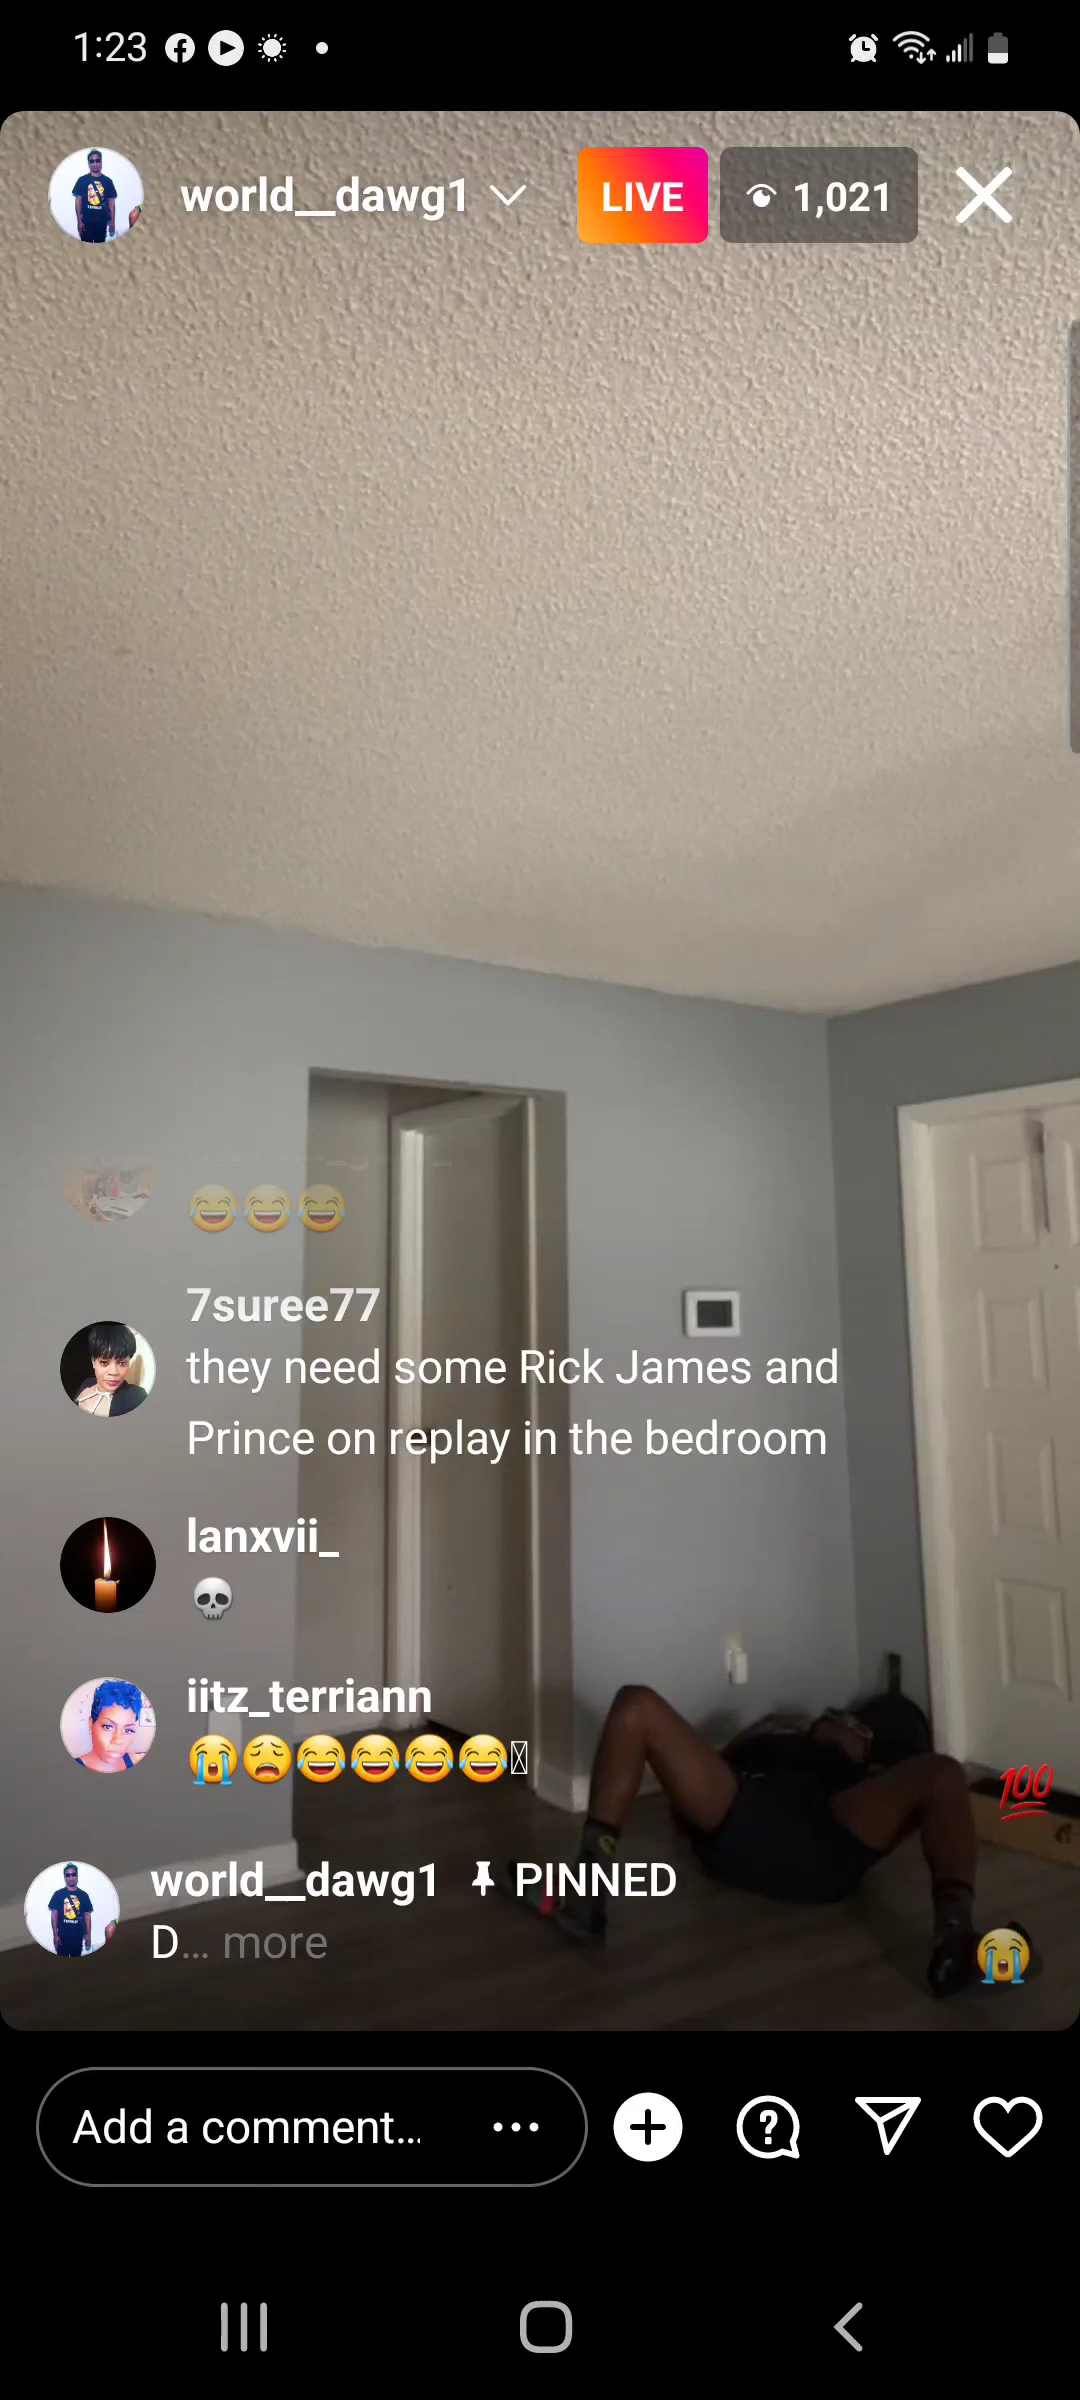 1:23
world__dawg1
LIVE
1,021
😂😂😂
7suree77
they need some Rick James and
Prince on replay in the bedroom
lanxvii_
💀
iitz_terriann
😭😩😂😂😂😂
💯
world__dawg1 PINNED
D... more
😭
Add a comment...